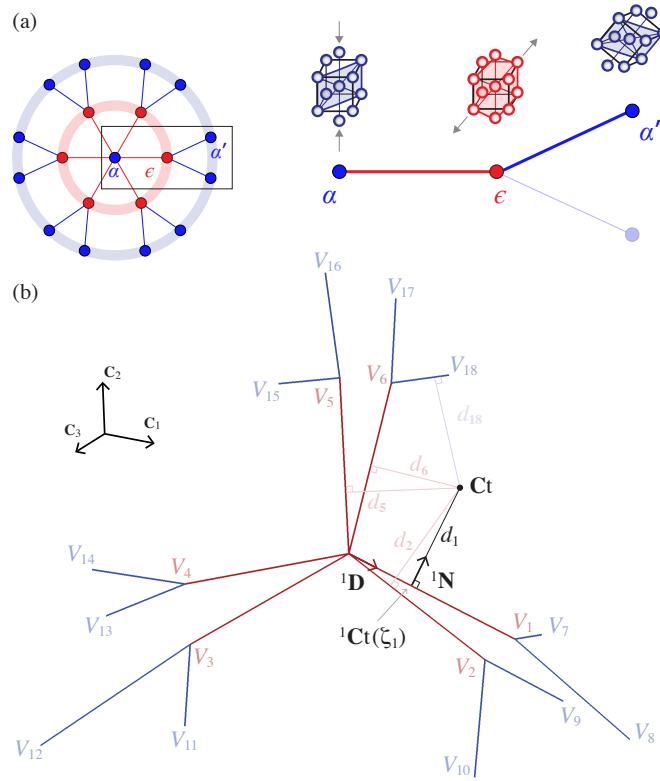 (a)
α
ϵ
α′
α
ϵ
α′
(b)
V₁₆
V₁₇
C₂
V₁₅
V₅
V₆
V₁₈
C₃
C₁
d₁₈
d₆
Ct
d₅
d₂
d₁
V₁₄
V₄
¹D
¹N
V₁₃
¹Ct(ζ₁)
V₁
V₇
V₃
V₂
V₁₂
V₁₁
V₉
V₈
V₁₀